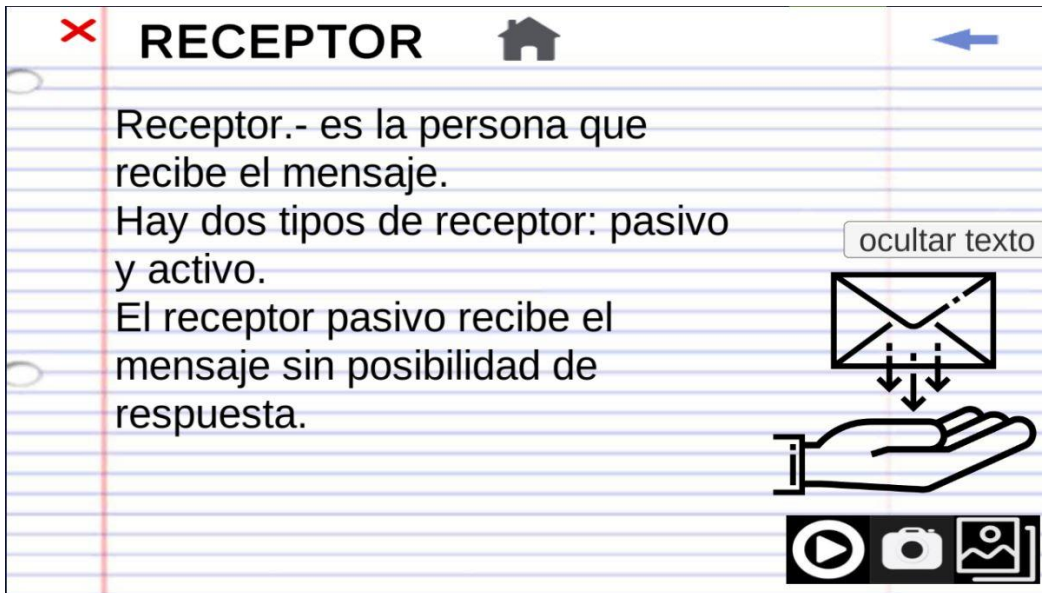 RECEPTOR
Receptor.- es la persona que
recibe el mensaje.
Hay dos tipos de receptor: pasivo
y activo.
El receptor pasivo recibe el
mensaje sin posibilidad de
respuesta.
ocultar texto